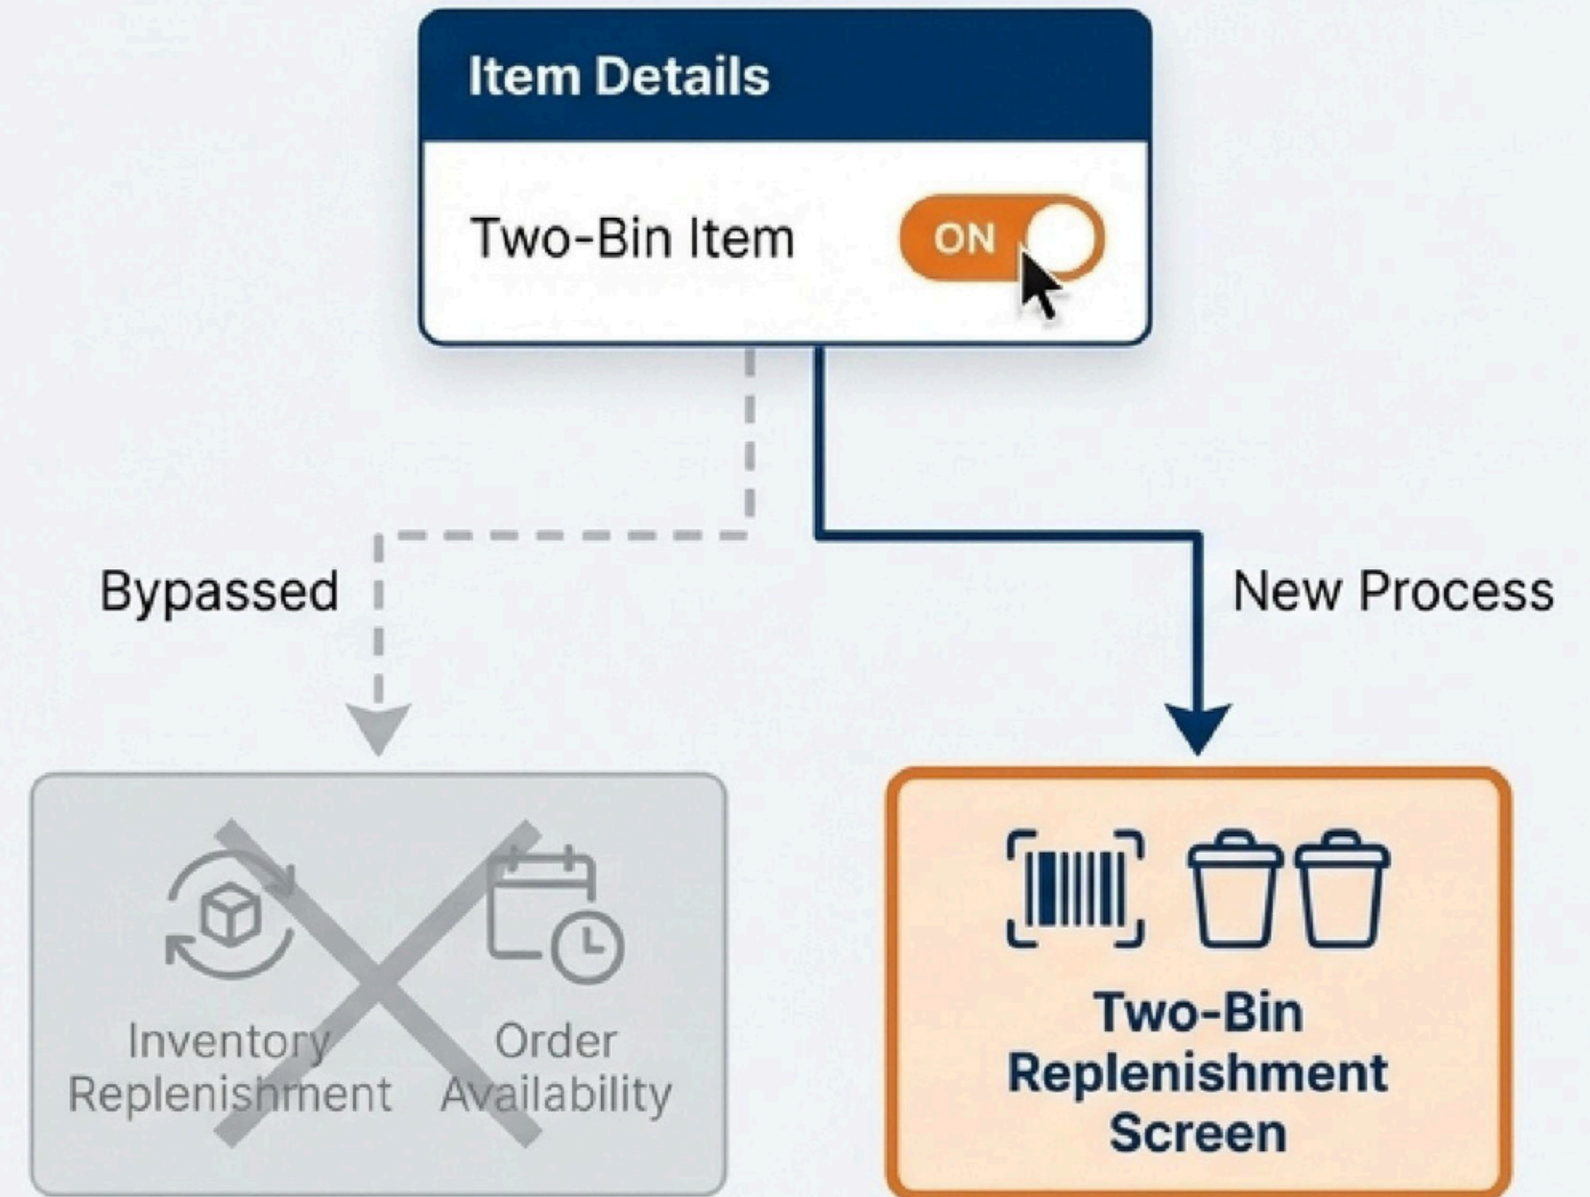 Item Details
Two-Bin Item
ON
Bypassed
New Process
Inventory
Replenishment
Order
Availability
Two-Bin
Replenishment
Screen